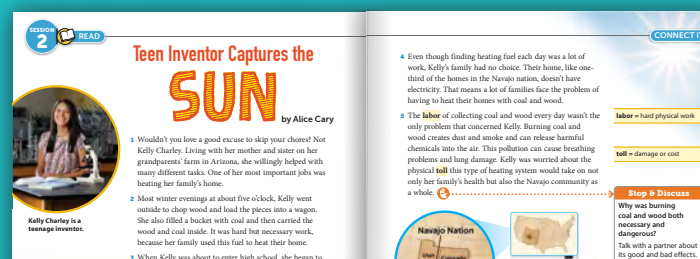 SESSION
2
READ
Teen Inventor Captures the
SUN
by Alice Cary
1 Wouldn't you love a good excuse to skip your chores? Not
Kelly Charley. Living with her mother and sister on her
grandparents' farm in Arizona, she willingly helped with
many different tasks. One of her most important jobs was
heating her family's home.
2 Most winter evenings at about five o'clock, Kelly went
outside to chop wood and load the pieces into a wagon.
She also filled a bucket with coal and then carried the
wood and coal inside. It was hard but necessary work,
because her family used this fuel to heat their home.
3 When Kelly was about to enter high school, she began to
Kelly Charley is a
teenage inventor.
CONNECT IT
4 Even though finding heating fuel each day was a lot of
work, Kelly's family had no choice. Their home, like one-
third of the homes in the Navajo nation, doesn't have
electricity. That means a lot of families face the problem of
having to heat their homes with coal and wood.
5 The labor of collecting coal and wood every day wasn't the
only problem that concerned Kelly. Burning coal and
wood creates dust and smoke and can release harmful
chemicals into the air. This pollution can cause breathing
problems and lung damage. Kelly was worried about the
physical toll this type of heating system would take on not
only her family's health but also the Navajo community as
a whole.
labor = hard physical work
toll = damage or cost
Stop & Discuss
Why was burning
coal and wood both
necessary and
dangerous?
Talk with a partner about
its good and bad effects.
Navajo Nation
Utah
Colorado